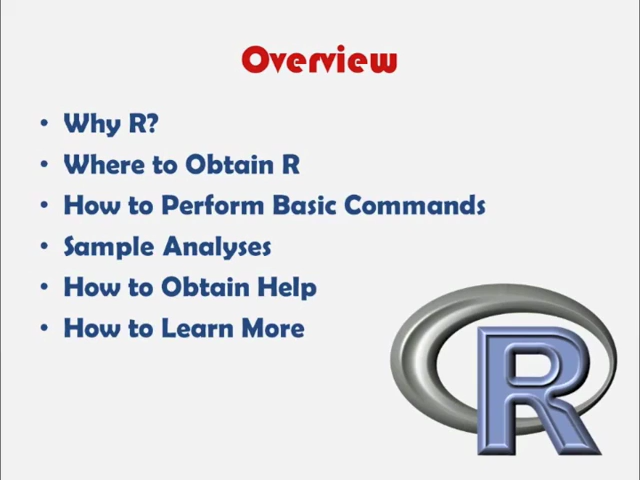 Overview
• Why R?
• Where to Obtain R
• How to Perform Basic Commands
• Sample Analyses
• How to Obtain Help
• How to Learn More
R